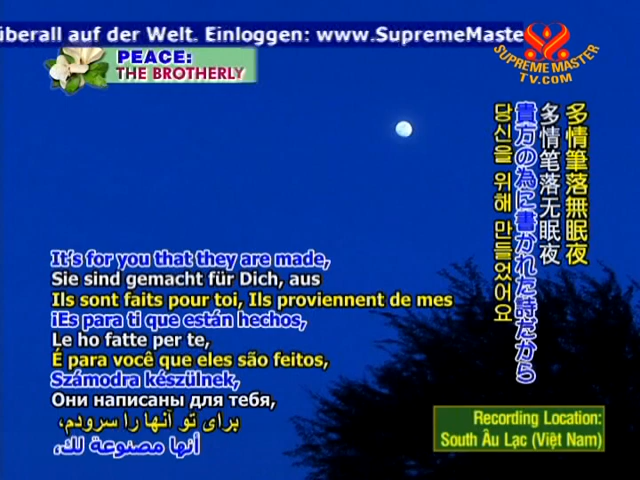 überall auf der Welt. Einloggen: www.SupremeMaste
SUPREME MASTER
TV.COM
PEACE:
THE BROTHERLY
多情筆落無眠夜
多情笔落无眠夜
貴方の為に書かれた詩だから
당신을 위해 만들었어요
It's for you that they are made,
Sie sind gemacht für Dich, aus
Ils sont faits pour toi, Ils proviennent de mes
¡Es para ti que están hechos,
Le ho fatte per te,
É para você que eles são feitos,
Számodra készülnek,
Они написаны для тебя,
برای تو آنها را سرودم،
أنها مصنوعة لك،
Recording Location:
South Âu Lạc (Việt Nam)